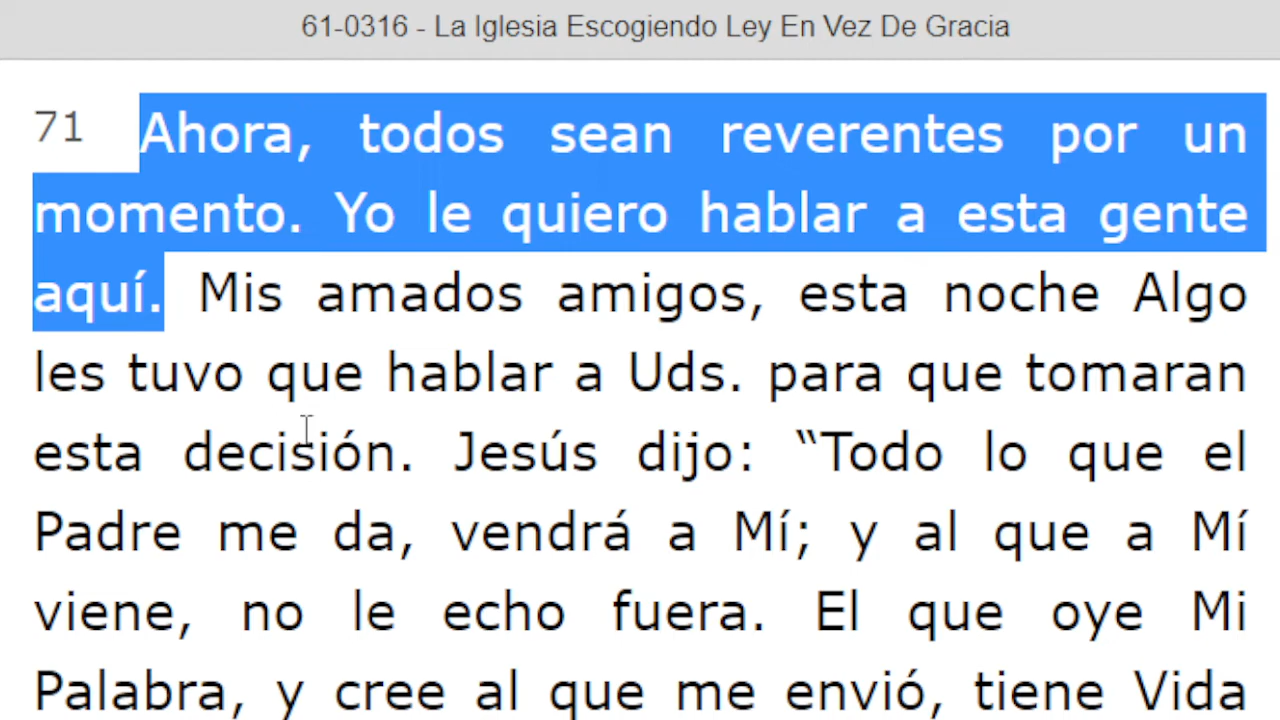 61-0316 - La Iglesia Escogiendo Ley En Vez De Gracia
71 Ahora, todos sean reverentes por un
momento. Yo le quiero hablar a esta gente
aquí. Mis amados amigos, esta noche Algo
les tuvo que hablar a Uds. para que tomaran
esta decisión. Jesús dijo: “Todo lo que el
Padre me da, vendrá a Mí; y al que a Mí
viene, no le echo fuera. El que oye Mi
Palabra, y cree al que me envió, tiene Vida